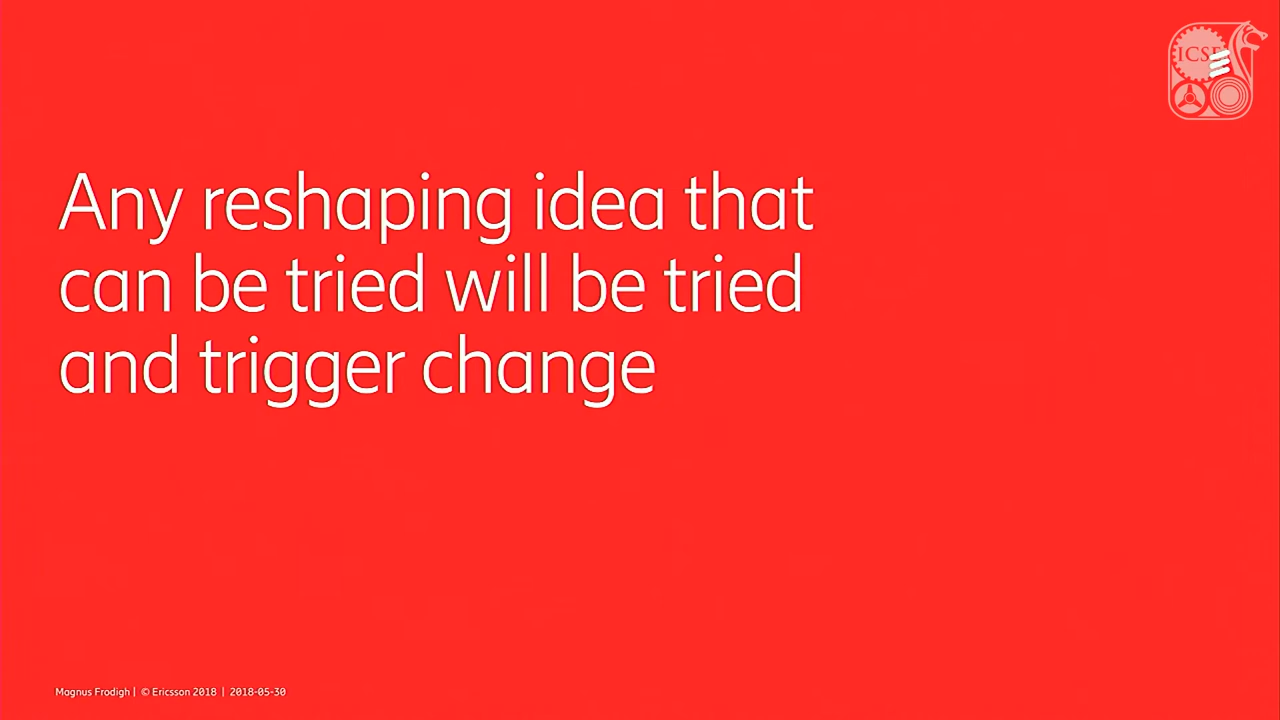 ICSE
Any reshaping idea that
can be tried will be tried
and trigger change
Magnus Frodigh | © Ericsson 2018 | 2018-05-30